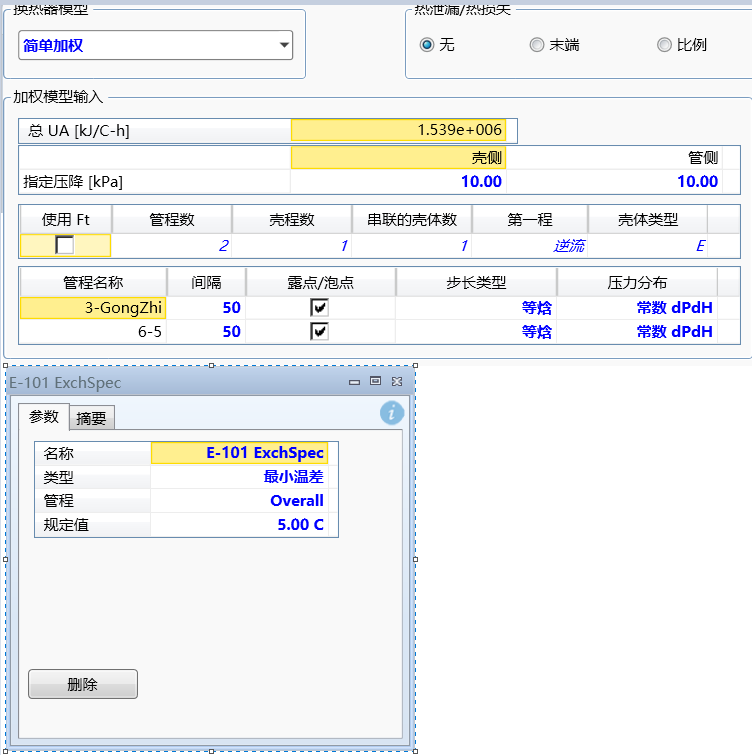 换热器模型
热泄漏/热损失
简单加权
无
末端
比例
加权模型输入
总 UA [kJ/C-h] 1.539e+006
壳侧 管侧
指定压降 [kPa] 10.00 10.00
使用 Ft 管程数 壳程数 串联的壳体数 第一程 壳体类型
2 1 1 逆流 E
管程名称 间隔 露点/泡点 步长类型 压力分布
3-GongZhi 50 等焓 常数 dPdH
6-5 50 等焓 常数 dPdH
E-101 ExchSpec
参数 摘要
i
名称 E-101 ExchSpec
类型 最小温差
管程 Overall
规定值 5.00 C
删除